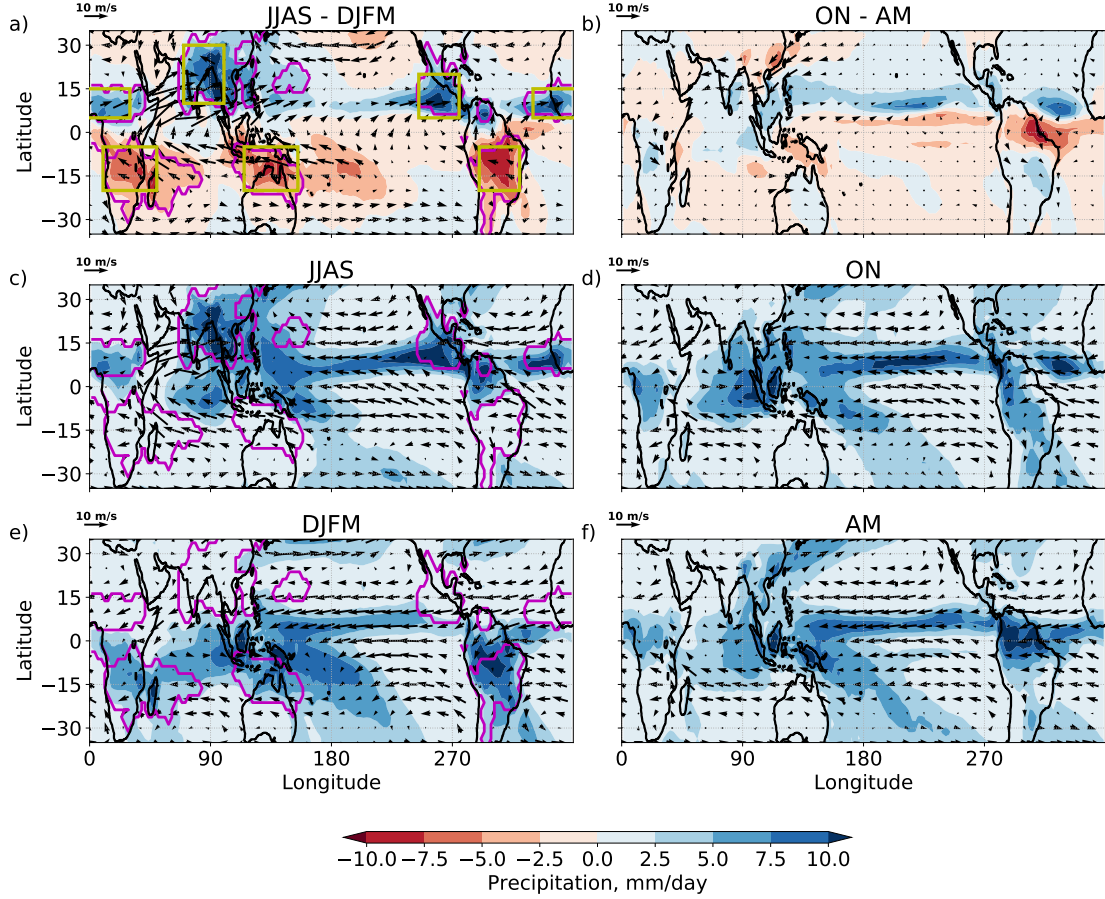 10 m/s
a)
JJAS - DJFM
30
15
0
−15
−30
Latitude
b)
ON - AM
10 m/s
c)
JJAS
30
15
0
−15
−30
Latitude
10 m/s
d)
ON
10 m/s
e)
DJFM
30
15
0
−15
−30
Latitude
0
90
180
270
Longitude
f)
AM
0
90
180
270
Longitude
−10.0
−7.5
−5.0
−2.5
0.0
2.5
5.0
7.5
10.0
Precipitation, mm/day